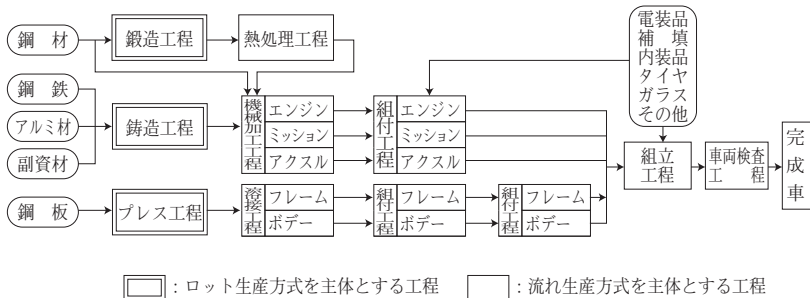 鋼 材
鍛造工程
熱処理工程
電装品
補 填
内装品
タイヤ
ガラス
その他
鋼 鉄
アルミ材
副資材
鋳造工程
機械加工工程
エンジン
ミッション
アクスル
組付工程
エンジン
ミッション
アクスル
組立
工程
車両検査
工 程
完成車
鋼 板
プレス工程
溶接工程
フレーム
ボデー
組付工程
フレーム
ボデー
組付工程
フレーム
ボデー
:ロット生産方式を主体とする工程
:流れ生産方式を主体とする工程